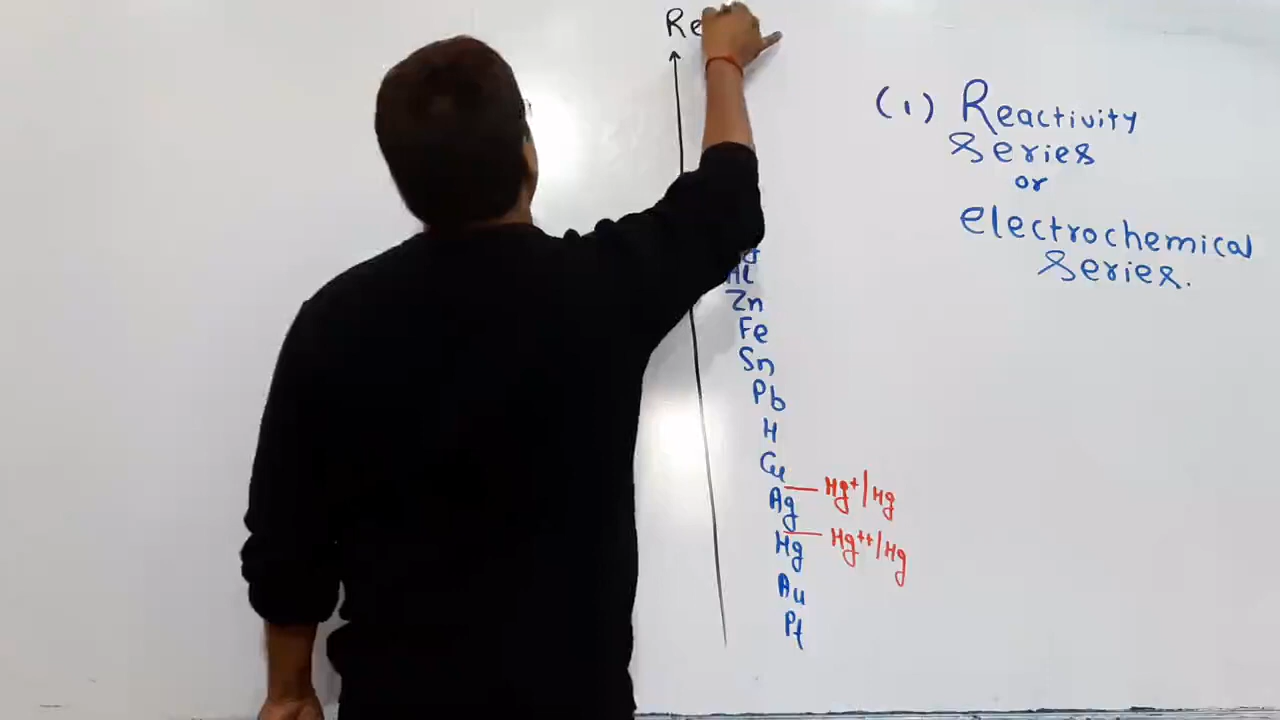 Re
(1) Reactivity
series
or
electrochemical
series.
Al
Zn
Fe
Sn
Pb
H
Cu
Ag
Hg⁺/Hg
Hg
Hg⁺⁺/Hg
Au
Pt